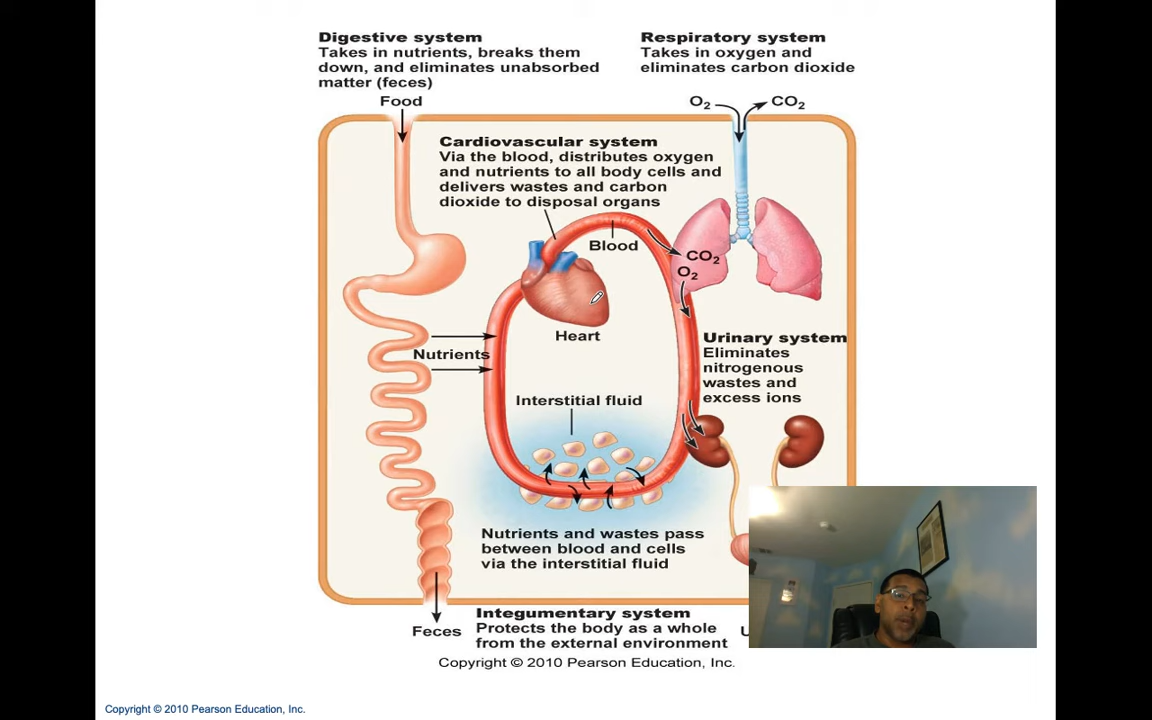 Digestive system
Takes in nutrients, breaks them
down, and eliminates unabsorbed
matter (feces)
Food
Respiratory system
Takes in oxygen and
eliminates carbon dioxide
O₂
CO₂
Cardiovascular system
Via the blood, distributes oxygen
and nutrients to all body cells and
delivers wastes and carbon
dioxide to disposal organs
Blood
CO₂
O₂
Heart
Nutrients
Urinary system
Eliminates
nitrogenous
wastes and
excess ions
Interstitial fluid
Nutrients and wastes pass
between blood and cells
via the interstitial fluid
Feces
Integumentary system
Protects the body as a whole
from the external environment
U
Copyright © 2010 Pearson Education, Inc.
Copyright © 2010 Pearson Education, Inc.